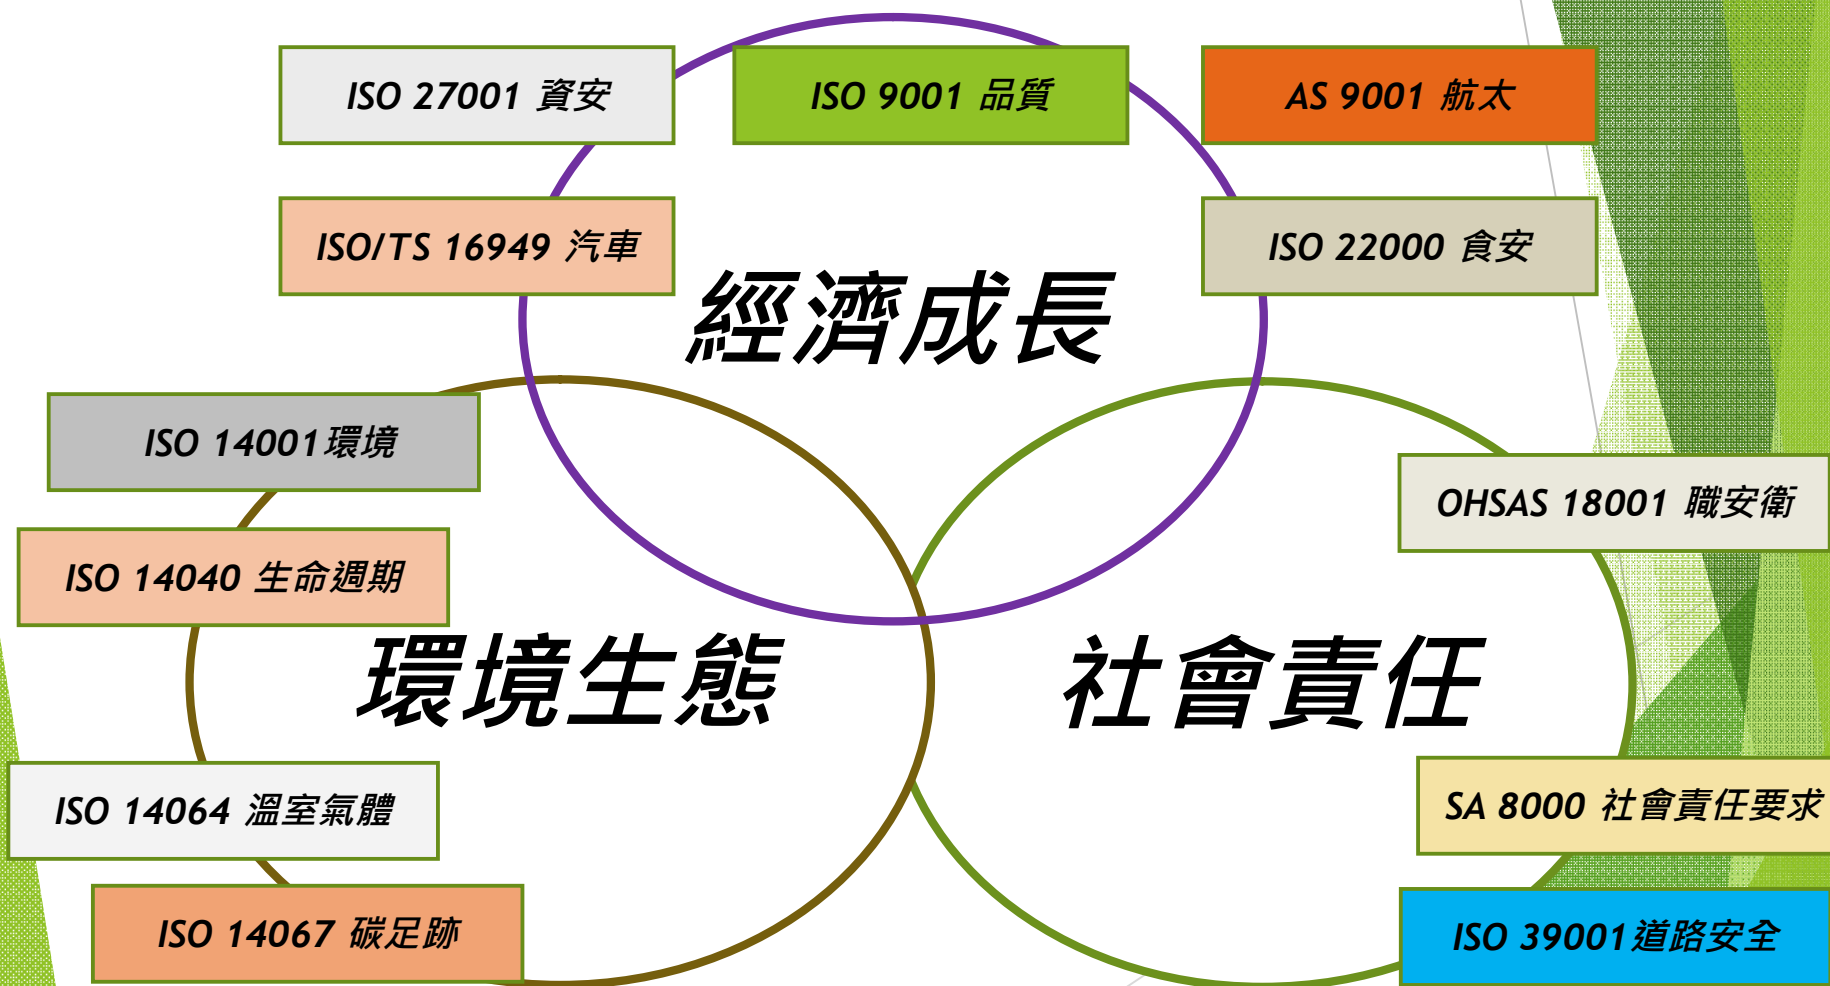 ISO 27001 資安
ISO 9001 品質
AS 9001 航太
ISO/TS 16949 汽車
ISO 22000 食安
經濟成長
ISO 14001環境
OHSAS 18001 職安衛
ISO 14040 生命週期
環境生態
社會責任
ISO 14064 溫室氣體
SA 8000 社會責任要求
ISO 14067 碳足跡
ISO 39001道路安全